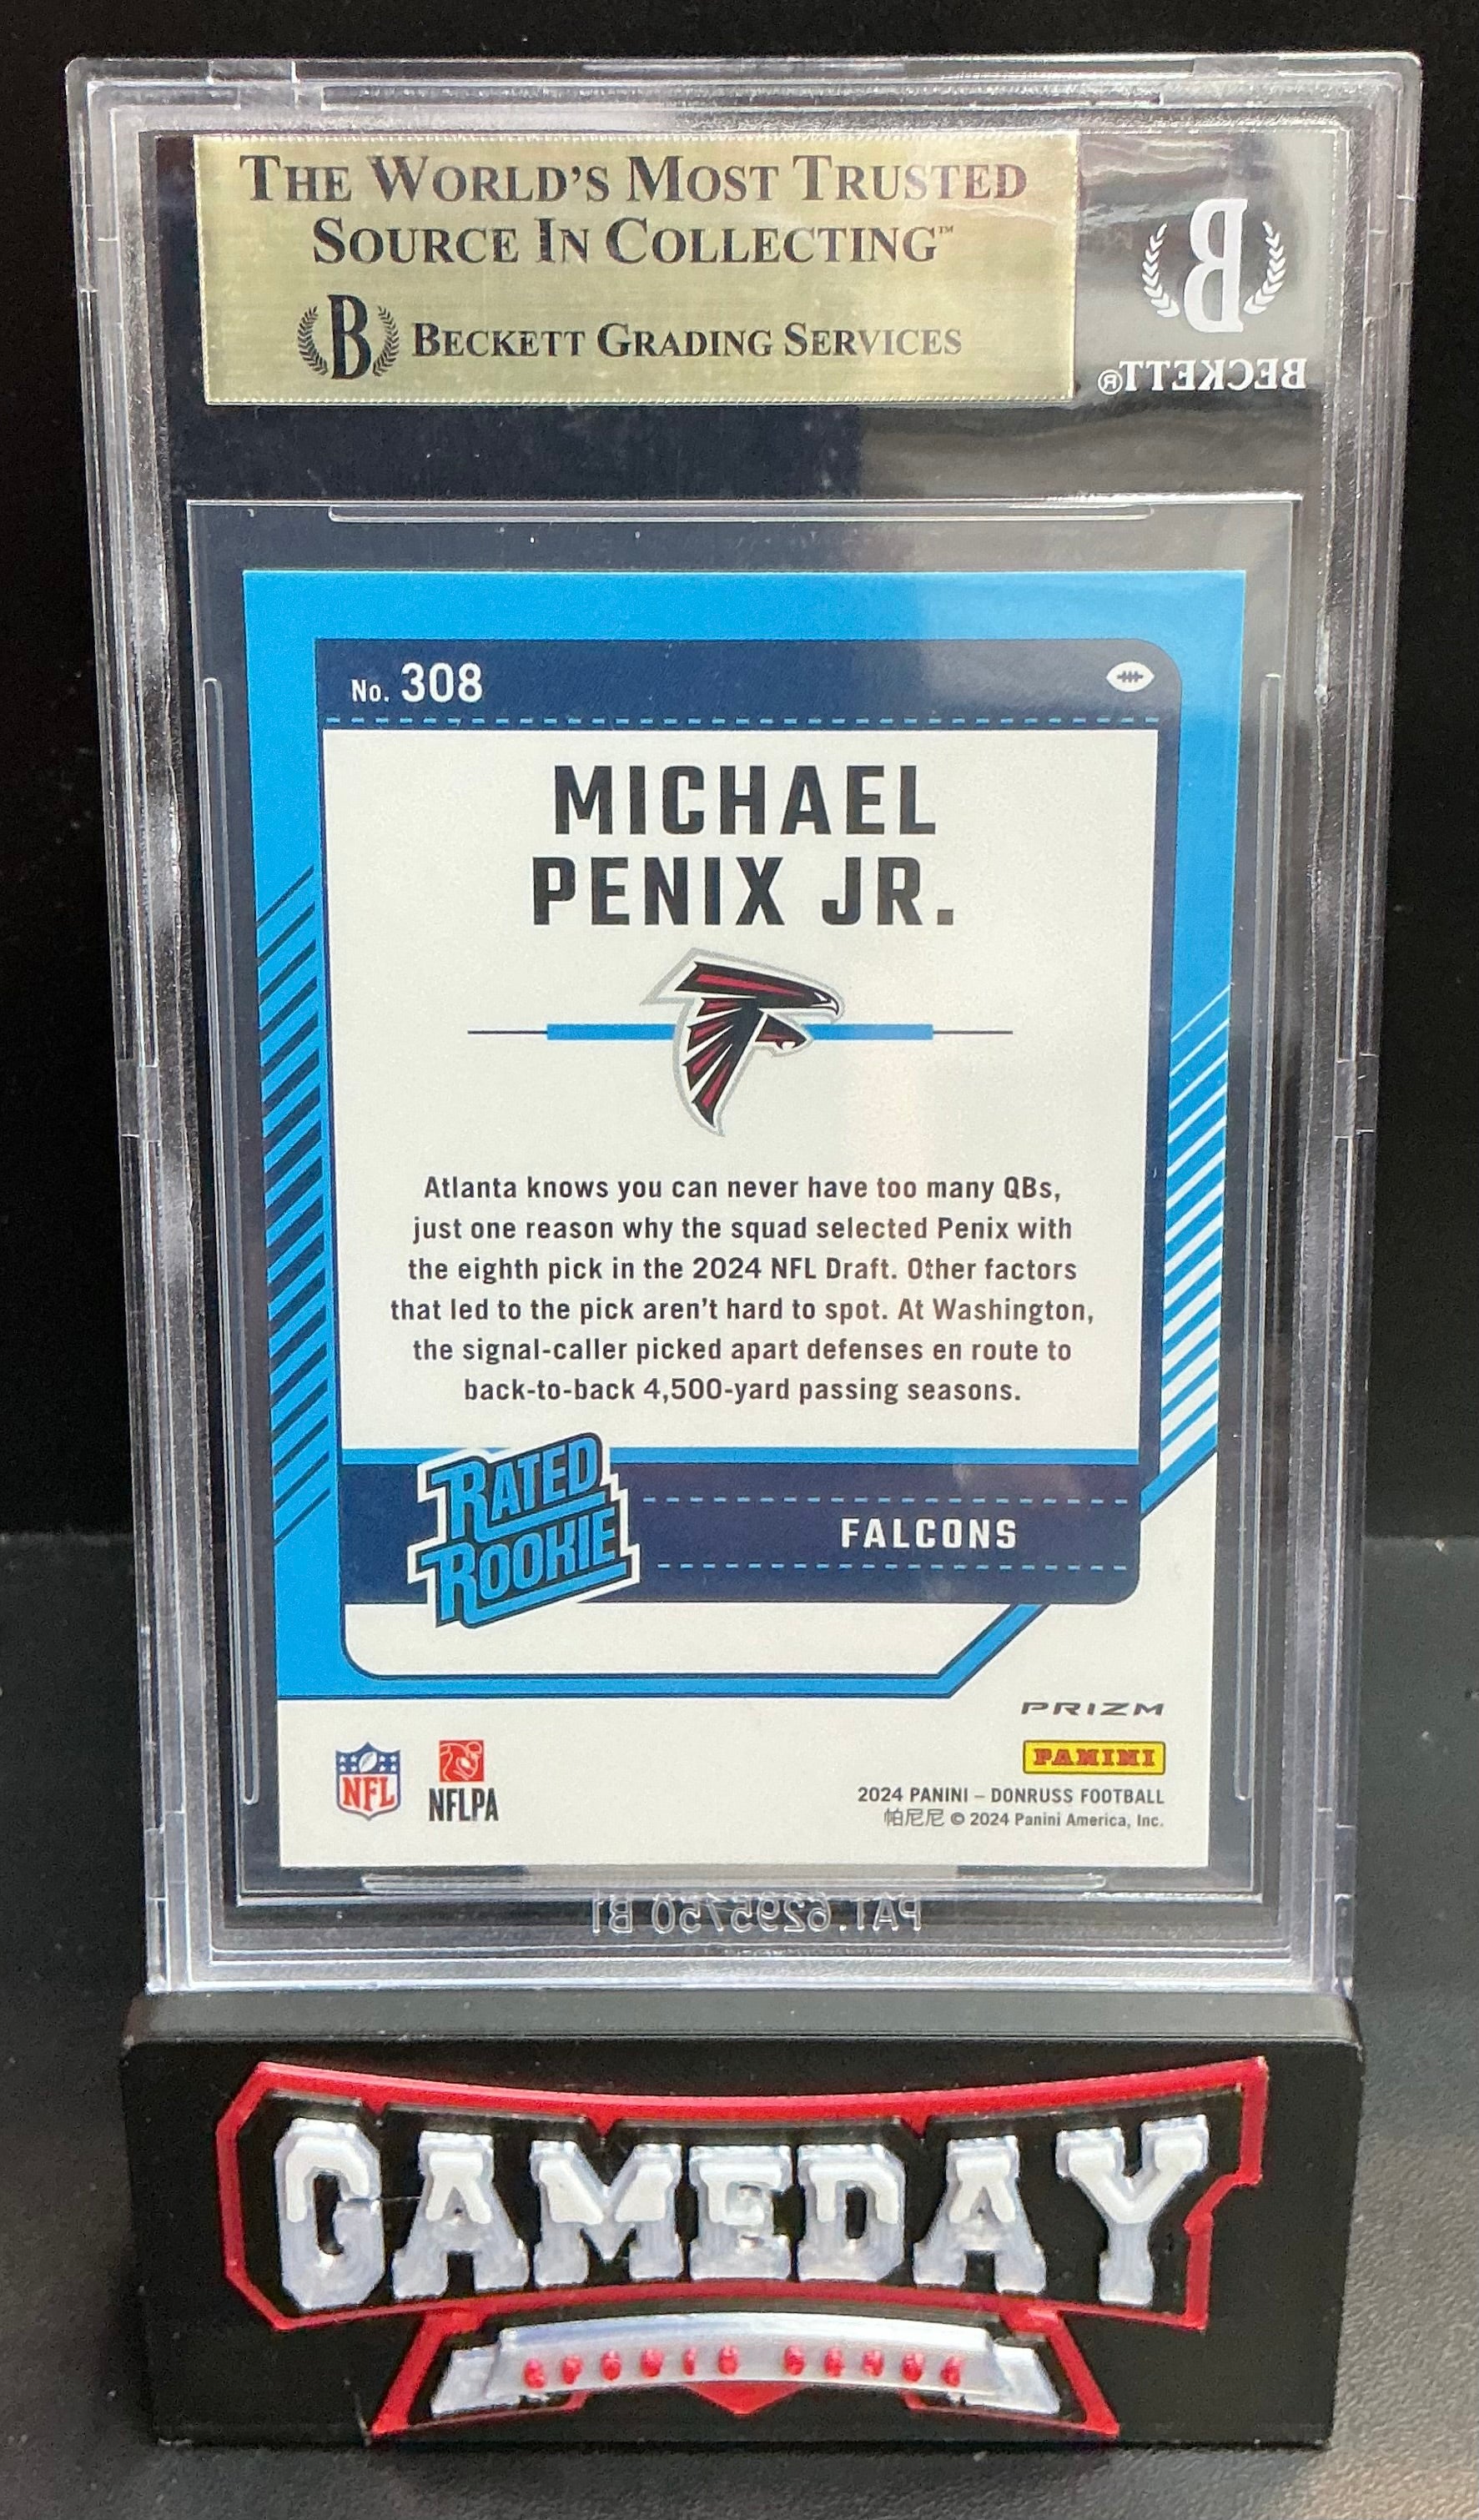 THE WORLD'S MOST TRUSTED
SOURCE IN COLLECTING™
B BECKETT GRADING SERVICES
B
BECKETT®
No. 308
MICHAEL
PENIX JR.
Atlanta knows you can never have too many QBs,
just one reason why the squad selected Penix with
the eighth pick in the 2024 NFL Draft. Other factors
that led to the pick aren't hard to spot. At Washington,
the signal-caller picked apart defenses en route to
back-to-back 4,500-yard passing seasons.
RATED
ROOKIE
FALCONS
PRIZM
PANINI
NFL
NFLPA
2024 PANINI – DONRUSS FOOTBALL
帕尼尼 © 2024 Panini America, Inc.
PAT. 6295750 B1
GAMEDAY